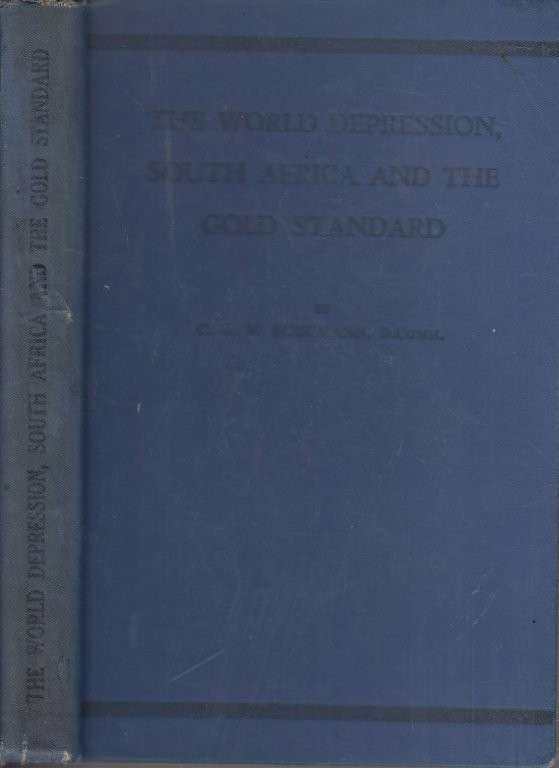 THE WORLD DEPRESSION, SOUTH AFRICA AND THE GOLD STANDARD
THE WORLD DEPRESSION,
SOUTH AFRICA AND THE
GOLD STANDARD
BY
D.COMM.